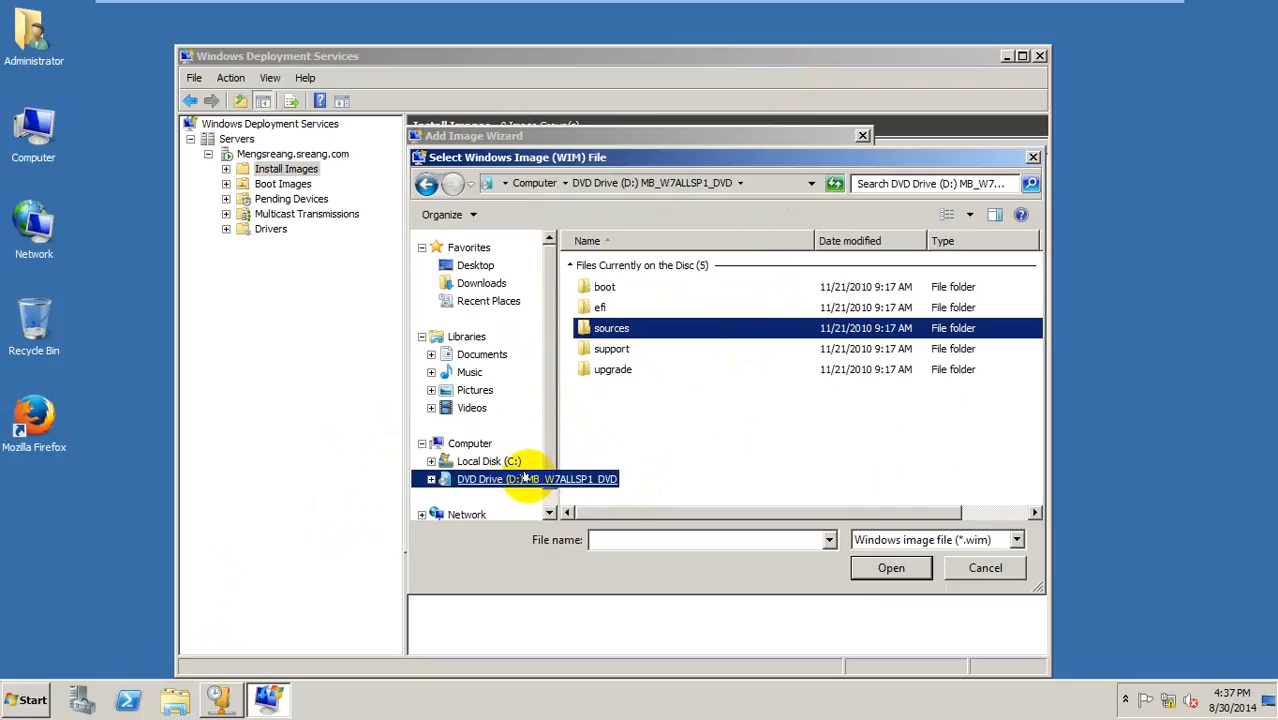 Administrator
Computer
Network
Recycle Bin
Mozilla Firefox
Windows Deployment Services
File Action View Help
Windows Deployment Services
Servers
Mengsreang.sreang.com
Install Images
Boot Images
Pending Devices
Multicast Transmissions
Drivers
Add Image Wizard
Select Windows Image (WIM) File
Computer DVD Drive (D:) MB_W7ALLSP1_DVD
Search DVD Drive (D:) MB_W7...
Organize
Favorites
Desktop
Downloads
Recent Places
Libraries
Documents
Music
Pictures
Videos
Computer
Local Disk (C:)
DVD Drive (D:) MB_W7ALLSP1_DVD
Network
Name Date modified Type
Files Currently on the Disc (5)
boot 11/21/2010 9:17 AM File folder
efi 11/21/2010 9:17 AM File folder
sources 11/21/2010 9:17 AM File folder
support 11/21/2010 9:17 AM File folder
upgrade 11/21/2010 9:17 AM File folder
File name:
Windows image file (*.wim)
Open Cancel
Start
4:37 PM
8/30/2014